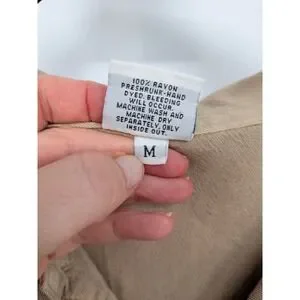 100% RAYON
PRESHRUNK-HAND
DYED. BLEEDING
WILL OCCUR.
MACHINE WASH AND
MACHINE DRY
SEPARATELY, ONLY
INSIDE OUT.
M